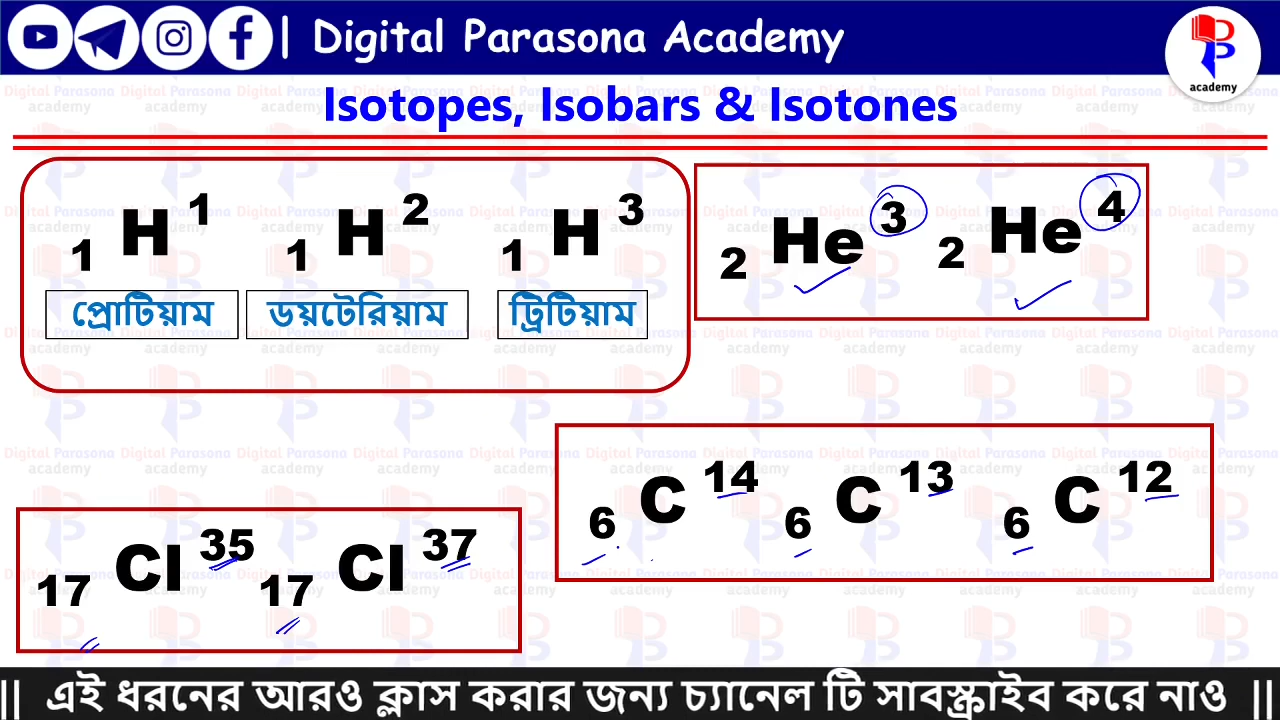 | Digital Parasona Academy
academy
Isotopes, Isobars & Isotones
1 H 1 1 H 2 1 H 3
প্রোটিয়াম ডয়টেরিয়াম ট্রিটিয়াম
2 He 3 2 He 4
6 C 14 6 C 13 6 C 12
17 Cl 35 17 Cl 37
|| এই ধরনের আরও ক্লাস করার জন্য চ্যানেল টি সাবস্ক্রাইব করে নাও ||